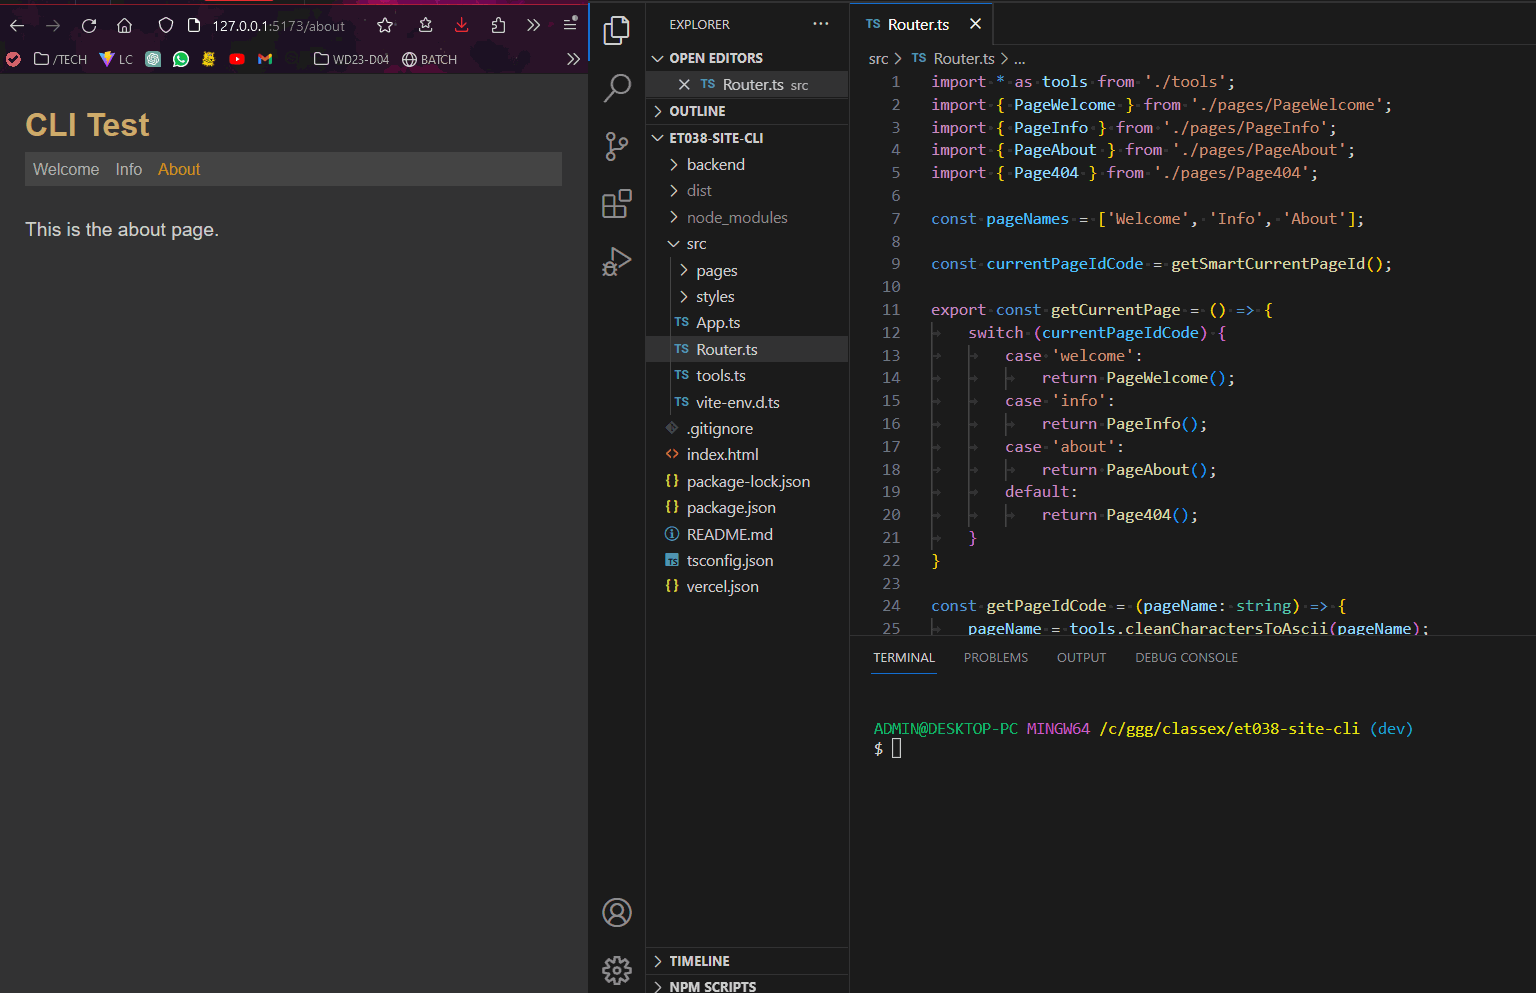 127.0.0.1:5173/about
/TECH LC WD23-D04 BATCH
CLI Test
Welcome Info About
This is the about page.
EXPLORER ...
OPEN EDITORS
TS Router.ts src
OUTLINE
ET038-SITE-CLI
backend
dist
node_modules
src
pages
styles
TS App.ts
TS Router.ts
TS tools.ts
TS vite-env.d.ts
.gitignore
<> index.html
{} package-lock.json
{} package.json
README.md
TS tsconfig.json
{} vercel.json
TIMELINE
NPM SCRIPTS
TS Router.ts
src > TS Router.ts > ...
1 import * as tools from './tools';
2 import { PageWelcome } from './pages/PageWelcome';
3 import { PageInfo } from './pages/PageInfo';
4 import { PageAbout } from './pages/PageAbout';
5 import { Page404 } from './pages/Page404';
6
7 const pageNames = ['Welcome', 'Info', 'About'];
8
9 const currentPageIdCode = getSmartCurrentPageId();
10
11 export const getCurrentPage = () => {
12 switch (currentPageIdCode) {
13 case 'welcome':
14 return PageWelcome();
15 case 'info':
16 return PageInfo();
17 case 'about':
18 return PageAbout();
19 default:
20 return Page404();
21 }
22 }
23
24 const getPageIdCode = (pageName: string) => {
25 pageName = tools.cleanCharactersToAscii(pageName);
TERMINAL PROBLEMS OUTPUT DEBUG CONSOLE
ADMIN@DESKTOP-PC MINGW64 /c/ggg/classex/et038-site-cli (dev)
$